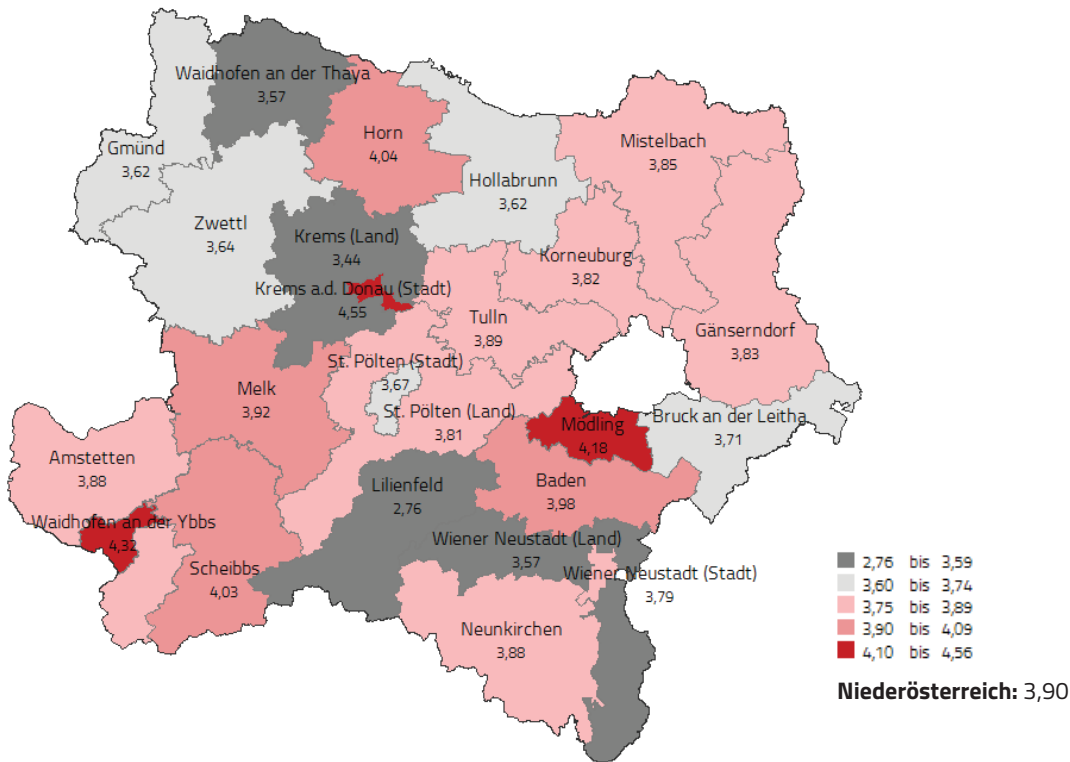 Waidhofen an der Thaya
3,57
Horn
4,04
Mistelbach
3,85
Gmünd
3,62
Hollabrunn
3,62
Zwettl
3,64
Krems (Land)
3,44
Korneuburg
3,82
Krems a.d. Donau (Stadt)
4,55
Tulln
3,89
Gänserndorf
3,83
St. Pölten (Stadt)
3,67
Melk
3,92
St. Pölten (Land)
3,81
Mödling
4,18
Bruck an der Leitha
3,71
Amstetten
3,88
Lilienfeld
2,76
Baden
3,98
Waidhofen an der Ybbs
4,32
Wiener Neustadt (Land)
3,57
Scheibbs
4,03
Wiener Neustadt (Stadt)
3,79
Neunkirchen
3,88
2,76 bis 3,59
3,60 bis 3,74
3,75 bis 3,89
3,90 bis 4,09
4,10 bis 4,56
Niederösterreich: 3,90